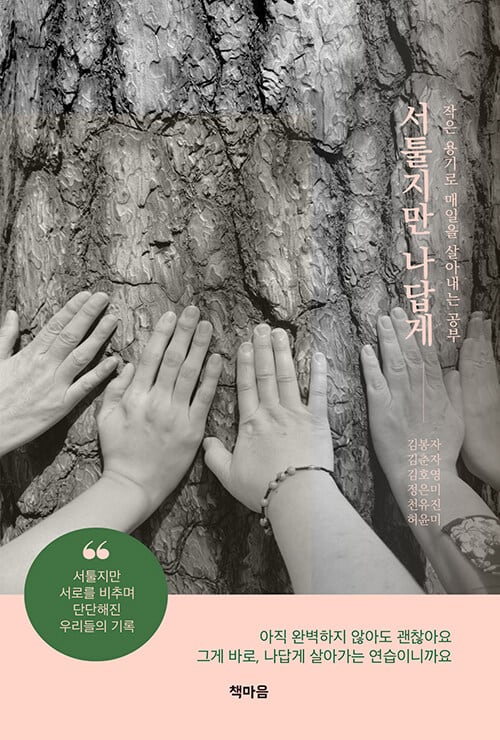 작은 용기로 매일을 살아내는 공부
서툴지만 나답게
김봉자
김춘자
김호영
정은미
천유진
허윤미
❝
서툴지만
서로를 비추며
단단해진
우리들의 기록
아직 완벽하지 않아도 괜찮아요
그게 바로, 나답게 살아가는 연습이니까요
책마음